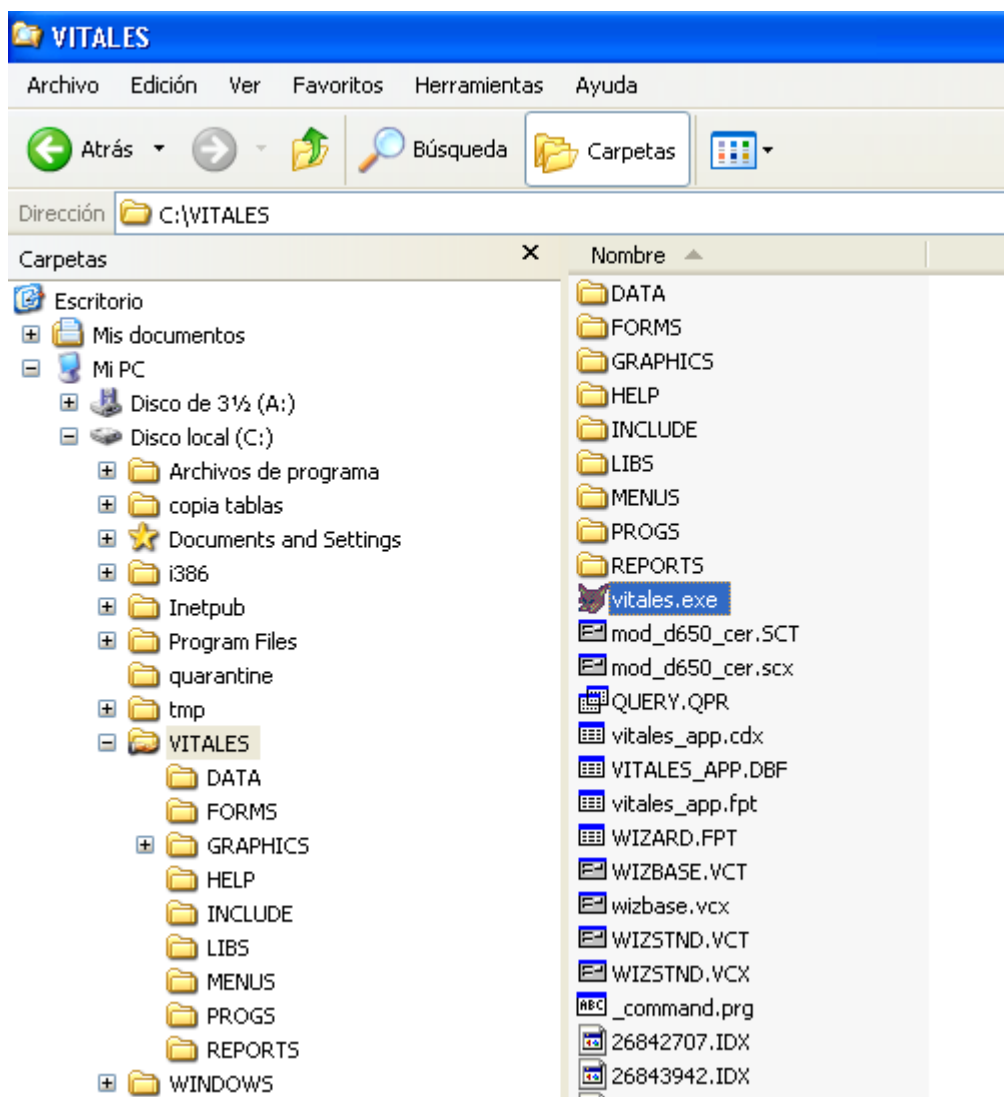 VITALES
Archivo Edición Ver Favoritos Herramientas Ayuda
Atrás Búsqueda Carpetas
Dirección C:\VITALES
Carpetas
Escritorio
Mis documentos
Mi PC
Disco de 3½ (A:)
Disco local (C:)
Archivos de programa
copia tablas
Documents and Settings
i386
Inetpub
Program Files
quarantine
tmp
VITALES
DATA
FORMS
GRAPHICS
HELP
INCLUDE
LIBS
MENUS
PROGS
REPORTS
WINDOWS
Nombre
DATA
FORMS
GRAPHICS
HELP
INCLUDE
LIBS
MENUS
PROGS
REPORTS
vitales.exe
mod_d650_cer.SCT
mod_d650_cer.scx
QUERY.QPR
vitales_app.cdx
VITALES_APP.DBF
vitales_app.fpt
WIZARD.FPT
WIZBASE.VCT
wizbase.vcx
WIZSTND.VCT
WIZSTND.VCX
_command.prg
26842707.IDX
26843942.IDX